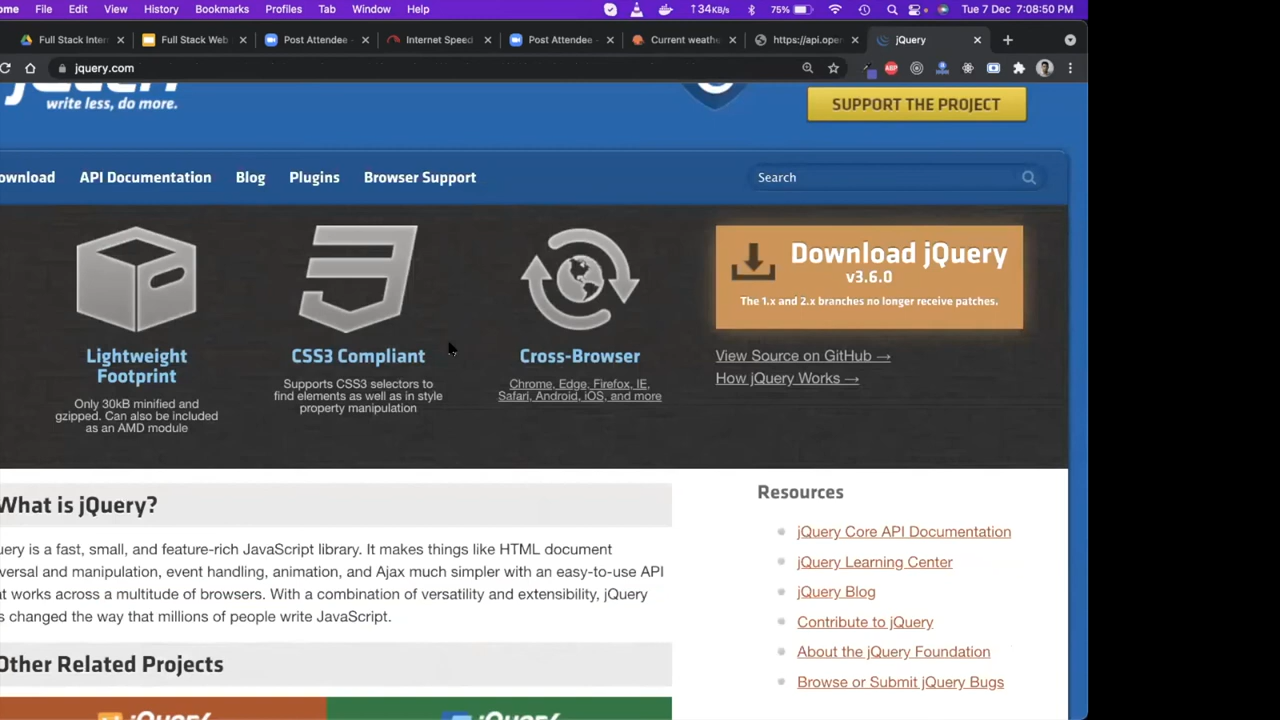 ome File Edit View History Bookmarks Profiles Tab Window Help 34KB/s 75% Tue 7 Dec 7:08:50 PM
Full Stack Inter Full Stack Web Post Attendee - Internet Speed Post Attendee - Current weathe https://api.oper jQuery
jquery.com
write less, do more.
SUPPORT THE PROJECT
ownload API Documentation Blog Plugins Browser Support Search
Download jQuery
v3.6.0
The 1.x and 2.x branches no longer receive patches.
View Source on GitHub →
How jQuery Works →
Lightweight
Footprint
Only 30kB minified and
gzipped. Can also be included
as an AMD module
CSS3 Compliant
Supports CSS3 selectors to
find elements as well as in style
property manipulation
Cross-Browser
Chrome, Edge, Firefox, IE,
Safari, Android, iOS, and more
What is jQuery?
uery is a fast, small, and feature-rich JavaScript library. It makes things like HTML document
versal and manipulation, event handling, animation, and Ajax much simpler with an easy-to-use API
at works across a multitude of browsers. With a combination of versatility and extensibility, jQuery
s changed the way that millions of people write JavaScript.
Other Related Projects
jQuery jQuery
Resources
jQuery Core API Documentation
jQuery Learning Center
jQuery Blog
Contribute to jQuery
About the jQuery Foundation
Browse or Submit jQuery Bugs